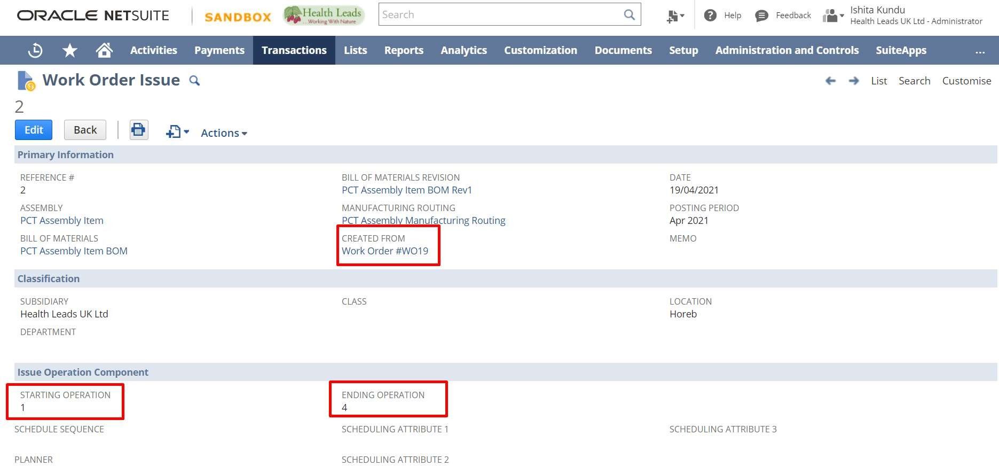 ORACLE NETSUITE
SANDBOX
Health Leads
...Working With Nature
Search
Help
Feedback
Ishita Kundu
Health Leads UK Ltd - Administrator
Activities Payments Transactions Lists Reports Analytics Customization Documents Setup Administration and Controls SuiteApps ...
Work Order Issue
List Search Customise
2
Edit Back Actions
Primary Information
REFERENCE # BILL OF MATERIALS REVISION DATE
2 PCT Assembly Item BOM Rev1 19/04/2021
ASSEMBLY MANUFACTURING ROUTING POSTING PERIOD
PCT Assembly Item PCT Assembly Manufacturing Routing Apr 2021
BILL OF MATERIALS CREATED FROM MEMO
PCT Assembly Item BOM Work Order #WO19
Classification
SUBSIDIARY CLASS LOCATION
Health Leads UK Ltd Horeb
DEPARTMENT
Issue Operation Component
STARTING OPERATION ENDING OPERATION
1 4
SCHEDULE SEQUENCE SCHEDULING ATTRIBUTE 1 SCHEDULING ATTRIBUTE 3
PLANNER SCHEDULING ATTRIBUTE 2